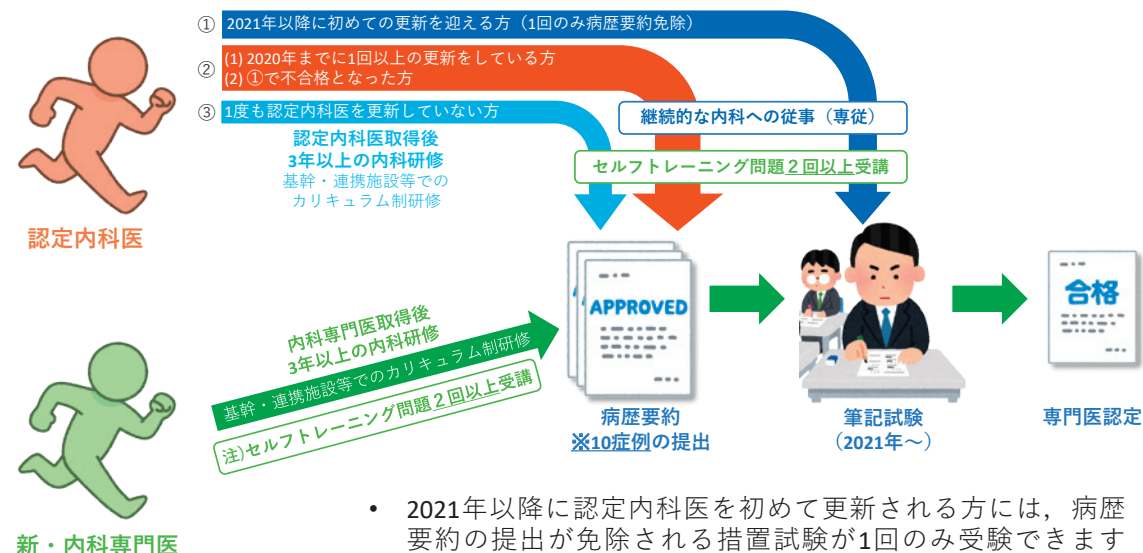 ① 2021年以降に初めての更新を迎える方（1回のみ病歴要約免除）
② (1) 2020年までに1回以上の更新をしている方
(2) ①で不合格となった方
③ 1度も認定内科医を更新していない方
認定内科医取得後
3年以上の内科研修
基幹・連携施設等での
カリキュラム制研修
継続的な内科への従事（専従）
セルフトレーニング問題２回以上受講
認定内科医
内科専門医取得後
3年以上の内科研修
基幹・連携施設等でのカリキュラム制研修
注)セルフトレーニング問題２回以上受講
APPROVED
合格
病歴要約
※10症例の提出
筆記試験
（2021年～）
専門医認定
新・内科専門医
• 2021年以降に認定内科医を初めて更新される方には，病歴
要約の提出が免除される措置試験が1回のみ受験できます